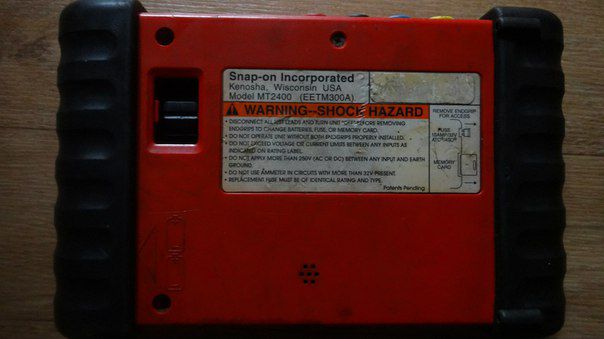 Snap-on Incorporated
Kenosha, Wisconsin USA
Model MT2400 (EETM300A)
WARNING--SHOCK HAZARD
• DISCONNECT ALL TEST LEADS AND TURN UNIT "OFF" BEFORE REMOVING
ENDGRIPS TO CHANGE BATTERIES, FUSE, OR MEMORY CARD.
• DO NOT OPERATE UNIT WITHOUT BOTH ENDGRIPS PROPERLY INSTALLED.
• DO NOT EXCEED VOLTAGE OR CURRENT LIMITS BETWEEN ANY INPUTS AS
INDICATED ON RATING LABEL.
• DO NOT APPLY MORE THAN 250V (AC OR DC) BETWEEN ANY INPUT AND EARTH
GROUND.
• DO NOT USE AMMETER IN CIRCUITS WITH MORE THAN 32V PRESENT.
• REPLACEMENT FUSE MUST BE OF IDENTICAL RATING AND TYPE.
Patents Pending
REMOVE ENDGRIP
FOR ACCESS
FUSE
MEMORY
CARD